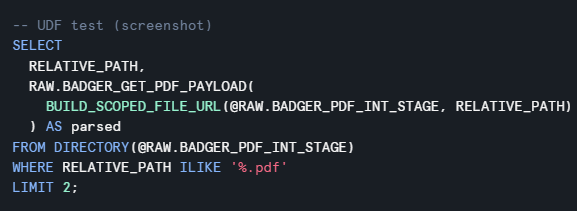 -- UDF test (screenshot)
SELECT
  RELATIVE_PATH,
  RAW.BADGER_GET_PDF_PAYLOAD(
    BUILD_SCOPED_FILE_URL(@RAW.BADGER_PDF_INT_STAGE, RELATIVE_PATH)
  ) AS parsed
FROM DIRECTORY(@RAW.BADGER_PDF_INT_STAGE)
WHERE RELATIVE_PATH ILIKE '%.pdf'
LIMIT 2;